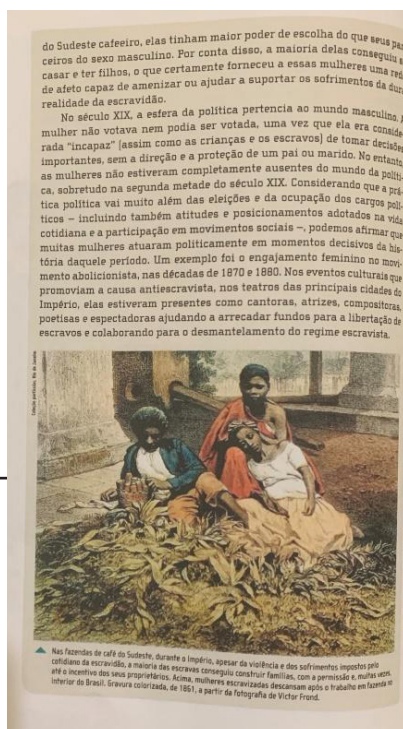 do Sudeste cafeeiro, elas tinham maior poder de escolha do que seus par
ceiros do sexo masculino. Por conta disso, a maioria delas conseguiu
casar e ter filhos, o que certamente forneceu a essas mulheres uma rede
de afeto capaz de amenizar ou ajudar a suportar os sofrimentos da dura
realidade da escravidão.
No século XIX, a esfera da política pertencia ao mundo masculino.
mulher não votava nem podia ser votada, uma vez que ela era conside-
rada "incapaz" [assim como as crianças e os escravos] de tomar decisões
importantes, sem a direção e a proteção de um pai ou marido. No entanto,
as mulheres não estiveram completamente ausentes do mundo da políti-
ca, sobretudo na segunda metade do século XIX. Considerando que a prá-
tica política vai muito além das eleições e da ocupação dos cargos polí-
ticos – incluindo também atitudes e posicionamentos adotados na vida
cotidiana e a participação em movimentos sociais –, podemos afirmar que
muitas mulheres atuaram politicamente em momentos decisivos da his-
tória daquele período. Um exemplo foi o engajamento feminino no movi-
mento abolicionista, nas décadas de 1870 e 1880. Nos eventos culturais que
promoviam a causa antiescravista, nos teatros das principais cidades do
Império, elas estiveram presentes como cantoras, atrizes, compositoras,
poetisas e espectadoras ajudando a arrecadar fundos para a libertação de
escravos e colaborando para o desmantelamento do regime escravista.
Coleção particular, Rio de Janeiro
Nas fazendas de café do Sudeste, durante o Império, apesar da violência e dos sofrimentos impostos pelo
cotidiano da escravidão, a maioria das escravas conseguiu construir famílias, com a permissão e, muitas vezes,
até o incentivo dos seus proprietários. Acima, mulheres escravizadas descansam após o trabalho em fazenda no
interior do Brasil. Gravura colorizada, de 1861, a partir da fotografia de Victor Frond.